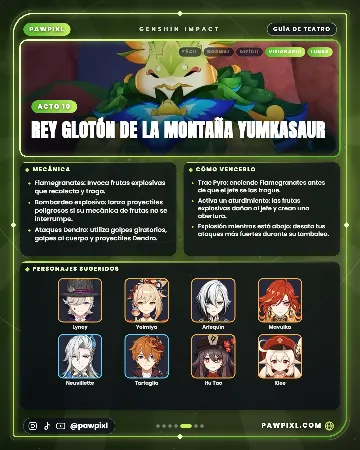 PAWPIXL
GENSHIN IMPACT
GUÍA DE TEATRO
FÁCIL NORMAL DIFÍCIL VISIONARIO LUNAR
ACTO 10
REY GLOTÓN DE LA MONTAÑA YUMKASAUR
MECÁNICA
Flamegranates: invoca frutas explosivas
que recolecta y traga.
Bombardeo explosivo: lanza proyectiles
peligrosos si su mecánica de frutas no se
interrumpe.
Ataques Dendro: utiliza golpes giratorios,
golpes al cuerpo y proyectiles Dendro.
CÓMO VENCERLO
Trae Pyro: enciende Flamegranates antes
de que el jefe se las trague.
Activa un aturdimiento: las frutas
explosivas dañan al jefe y crean una
abertura.
Explosión mientras está abajo: desata tus
ataques más fuertes durante su tambaleo.
PERSONAJES SUGERIDOS
Lyney
Yoimiya
Arlequín
Mavuika
Neuvillette
Tartaglia
Hu Tao
Klee
@pawpixl
PAWPIXL.COM